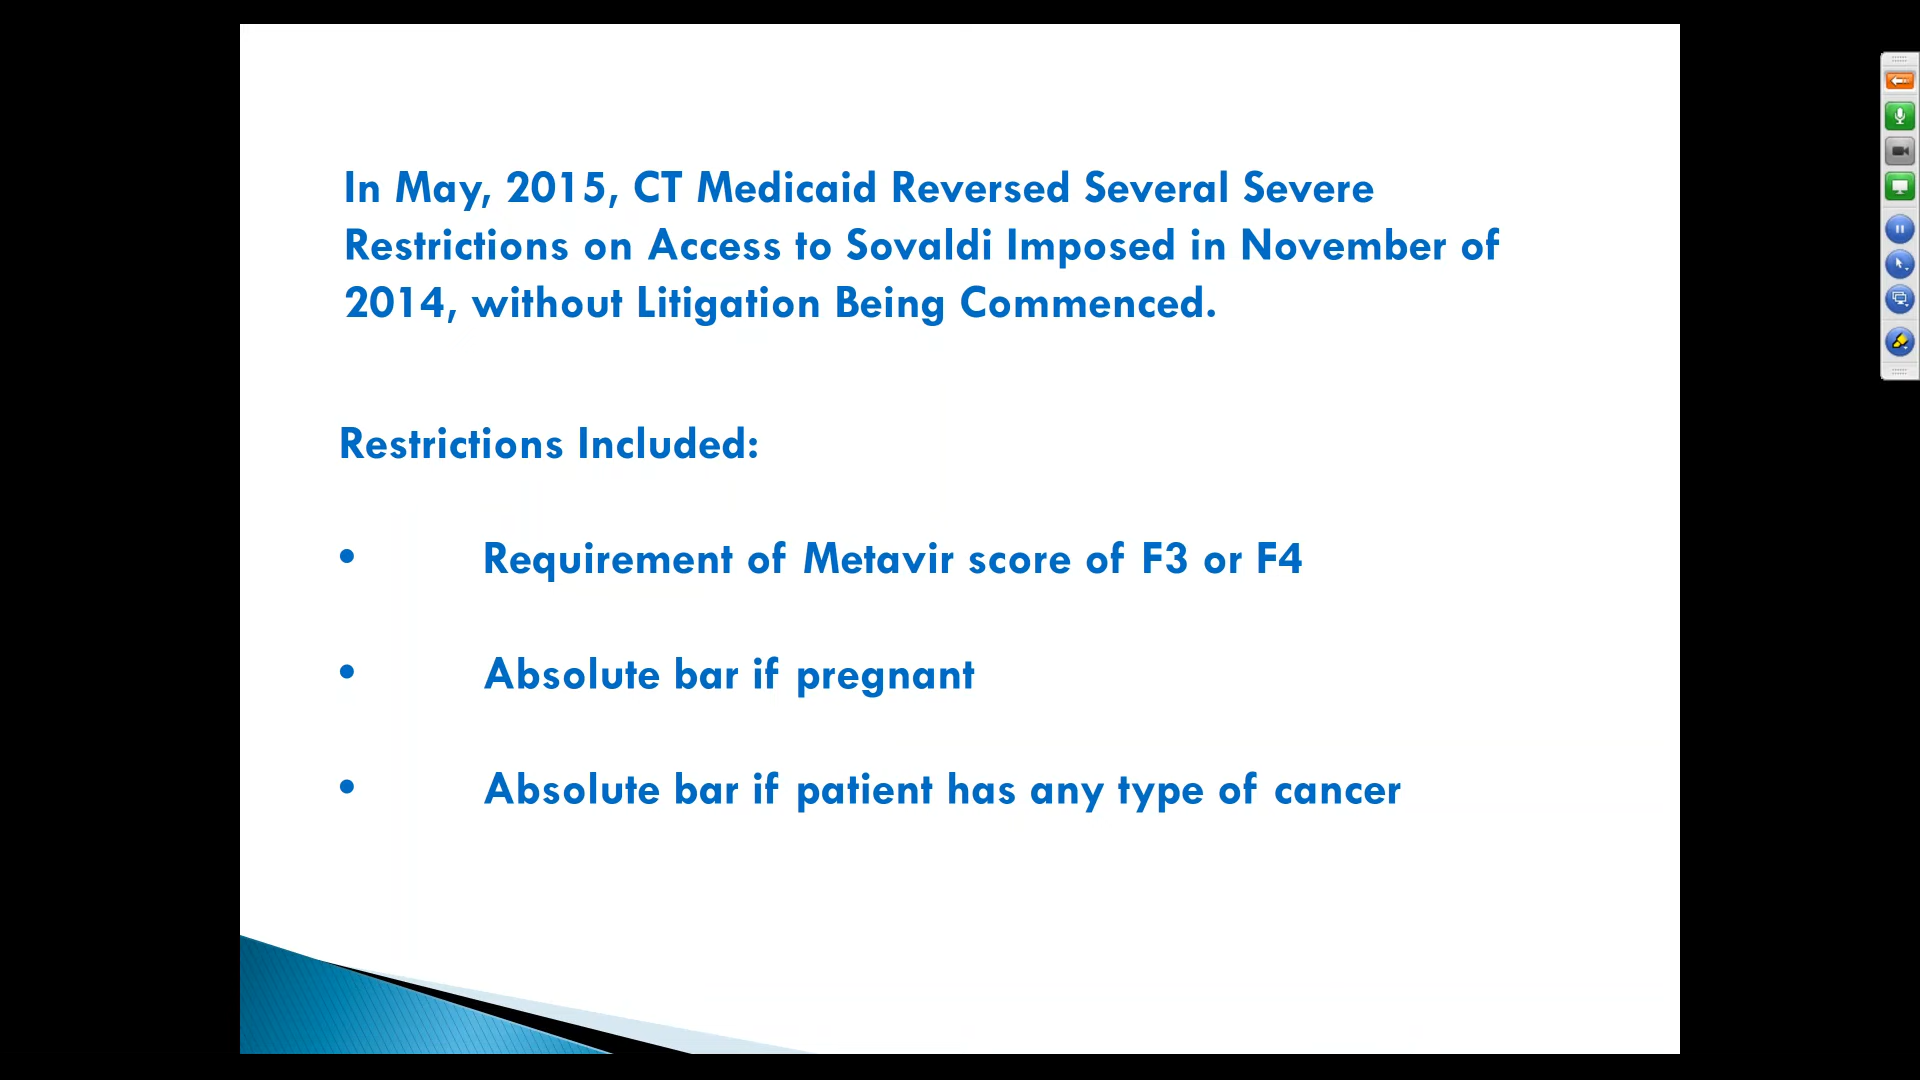 In May, 2015, CT Medicaid Reversed Several Severe
Restrictions on Access to Sovaldi Imposed in November of
2014, without Litigation Being Commenced.
Restrictions Included:
• Requirement of Metavir score of F3 or F4
• Absolute bar if pregnant
• Absolute bar if patient has any type of cancer